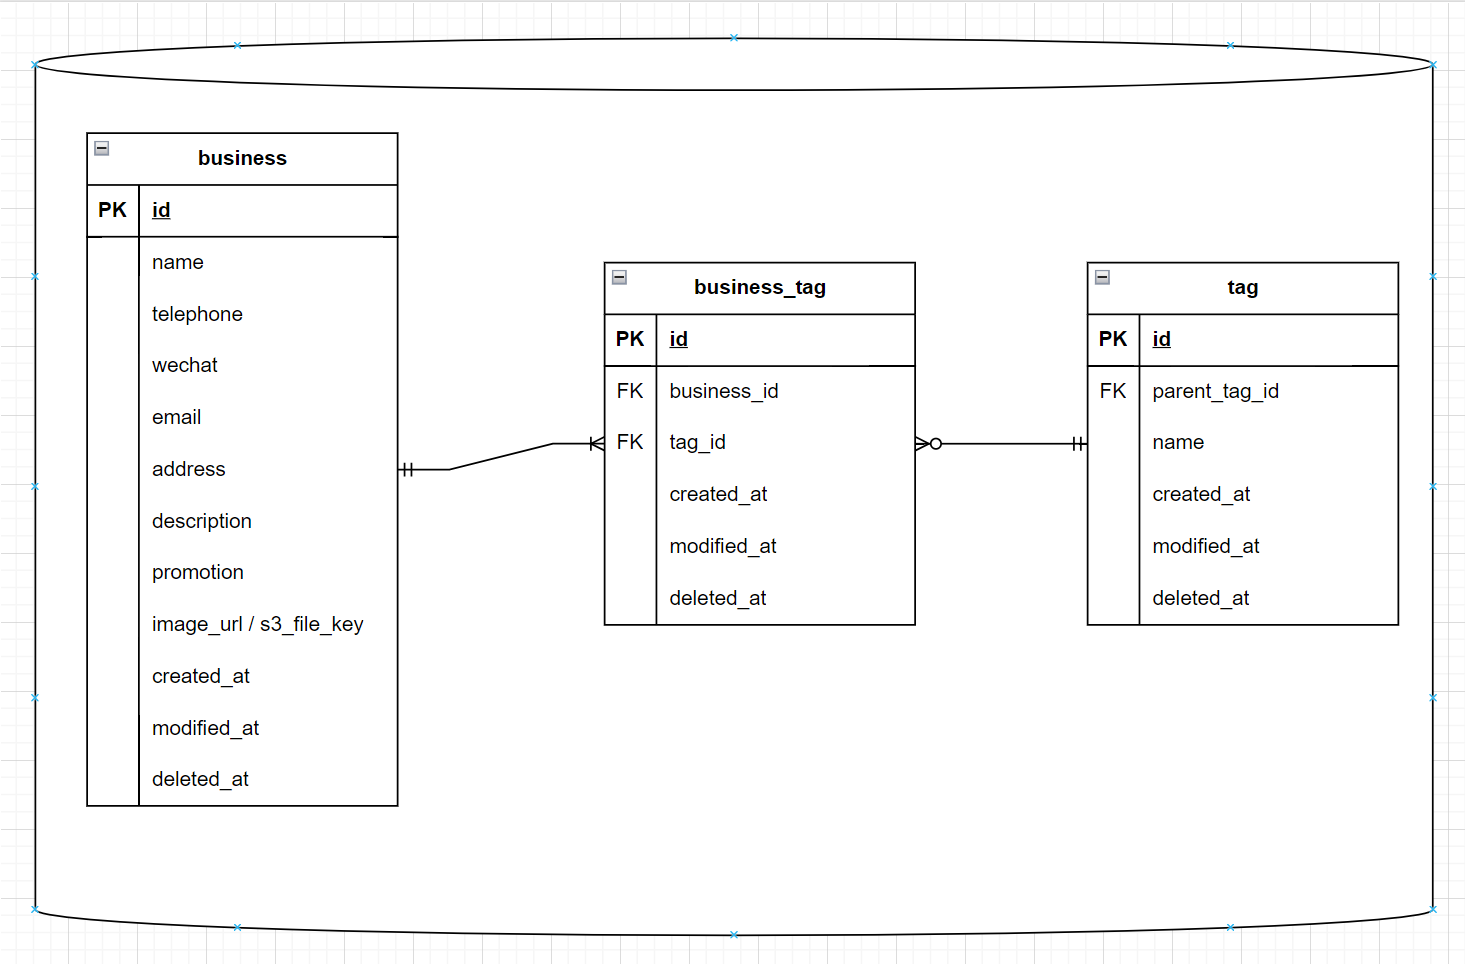 business
PK id
name
telephone
wechat
email
address
description
promotion
image_url / s3_file_key
created_at
modified_at
deleted_at
business_tag
PK id
FK business_id
FK tag_id
created_at
modified_at
deleted_at
tag
PK id
FK parent_tag_id
name
created_at
modified_at
deleted_at